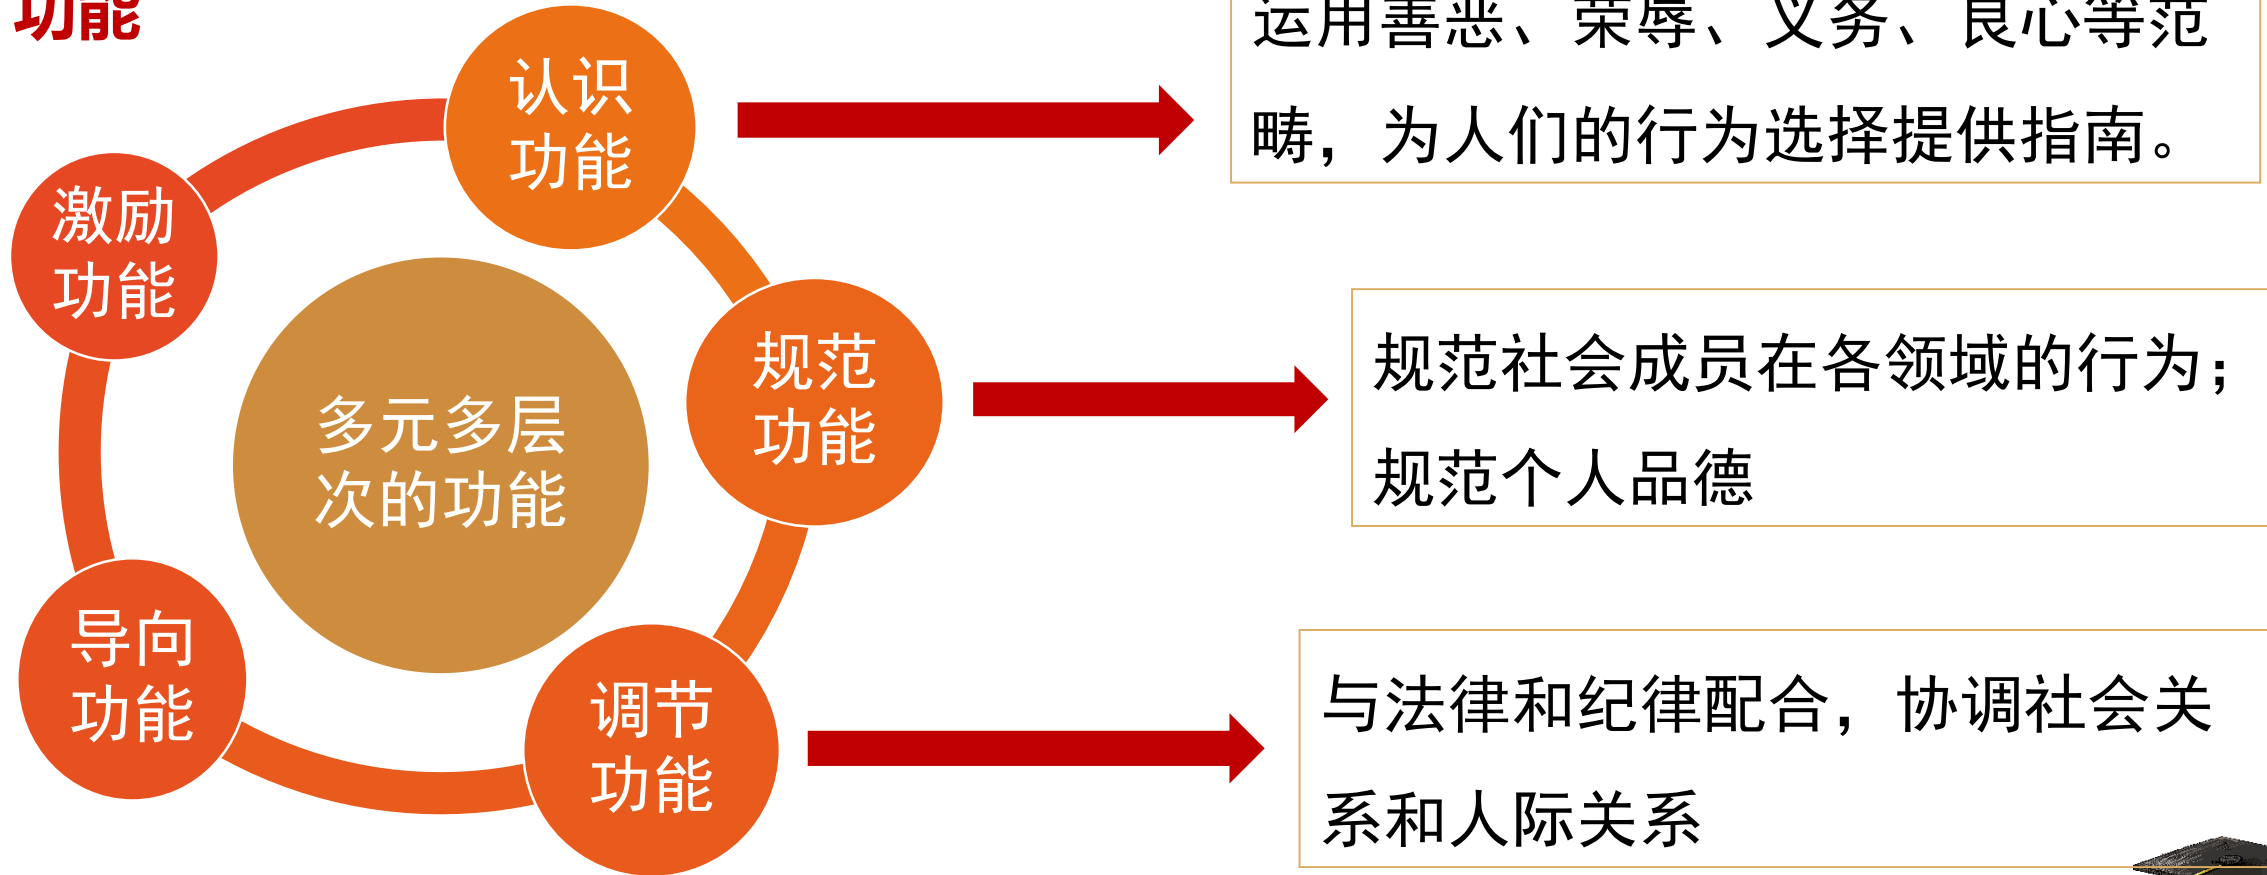 功能
运用善恶、荣辱、义务、良心等范
畴，为人们的行为选择提供指南。
认识
功能
激励
功能
规范
功能
规范社会成员在各领域的行为；
规范个人品德
多元多层
次的功能
导向
功能
调节
功能
与法律和纪律配合，协调社会关
系和人际关系